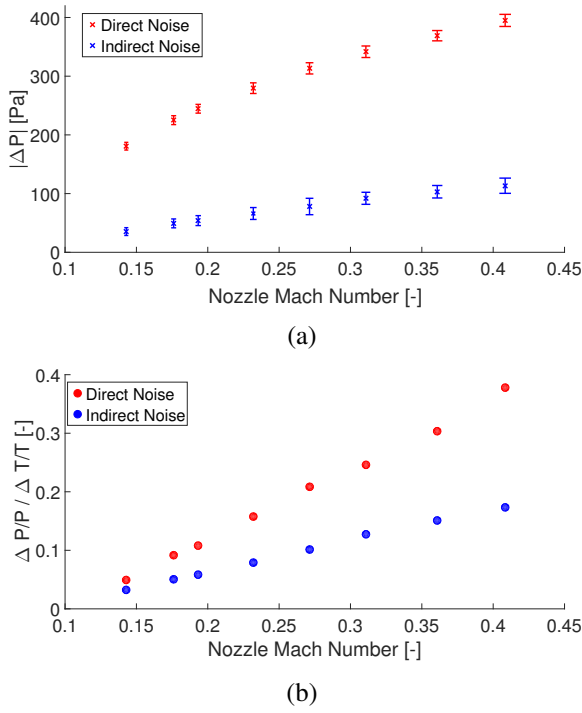 Direct Noise
Indirect Noise
400
300
200
100
0
|ΔP| [Pa]
0.1 0.15 0.2 0.25 0.3 0.35 0.4 0.45
Nozzle Mach Number [-]
(a)
Direct Noise
Indirect Noise
0.4
0.3
0.2
0.1
0
Δ P/P / Δ T/T [-]
0.1 0.15 0.2 0.25 0.3 0.35 0.4 0.45
Nozzle Mach Number [-]
(b)